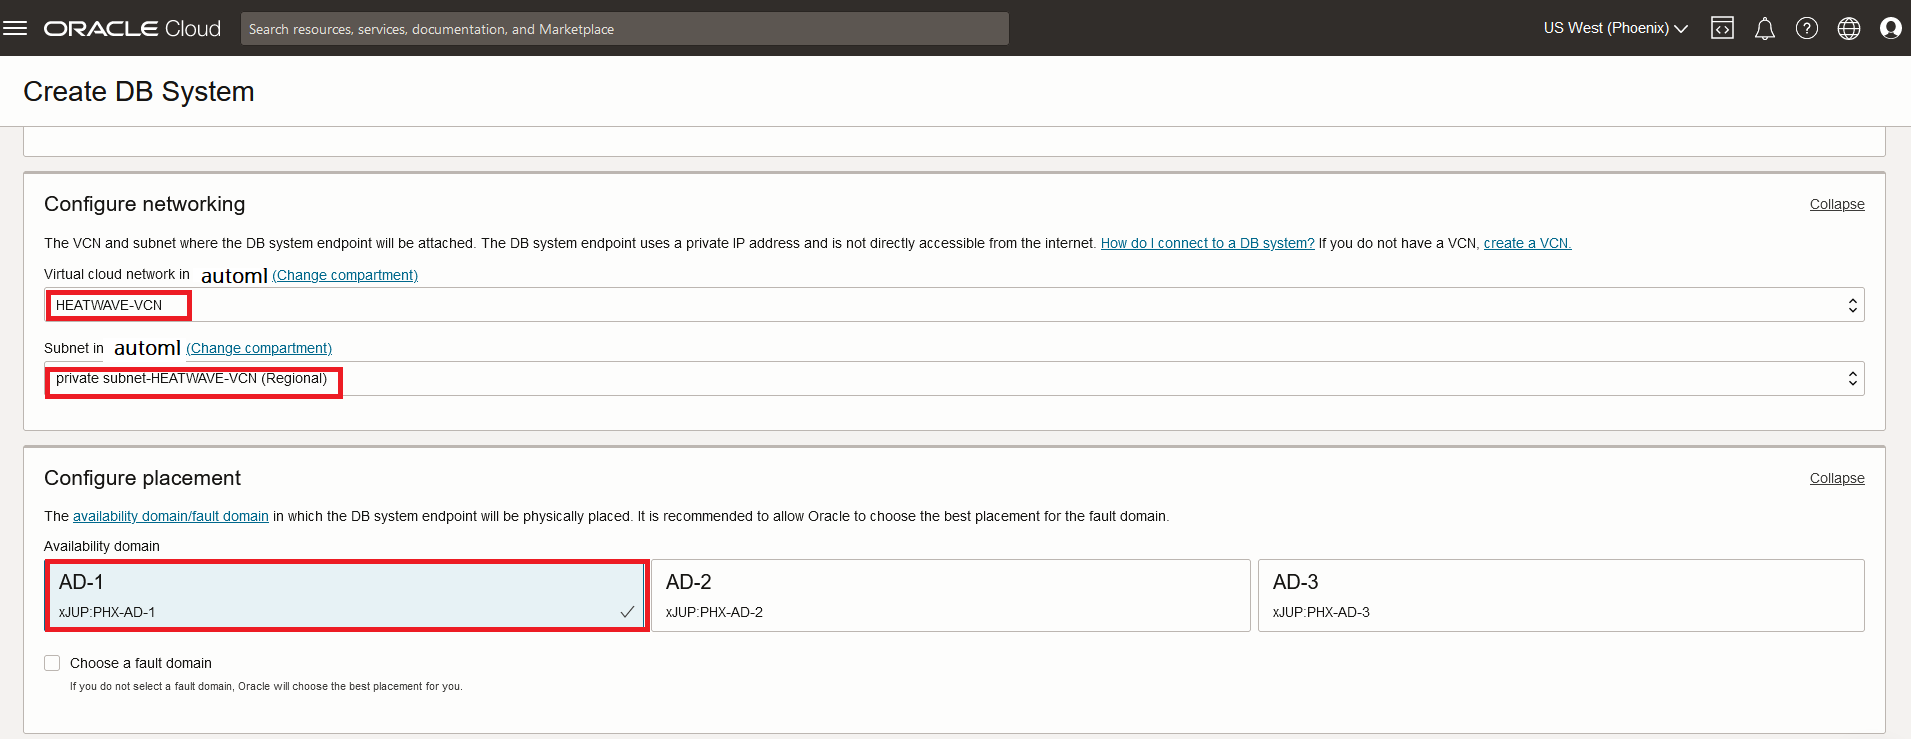 ORACLE Cloud
Search resources, services, documentation, and Marketplace
US West (Phoenix)
Create DB System
Configure networking
Collapse
The VCN and subnet where the DB system endpoint will be attached. The DB system endpoint uses a private IP address and is not directly accessible from the internet. How do I connect to a DB system? If you do not have a VCN, create a VCN.
Virtual cloud network in automl (Change compartment)
HEATWAVE-VCN
Subnet in automl (Change compartment)
private subnet-HEATWAVE-VCN (Regional)
Configure placement
Collapse
The availability domain/fault domain in which the DB system endpoint will be physically placed. It is recommended to allow Oracle to choose the best placement for the fault domain.
Availability domain
AD-1
xJUP:PHX-AD-1
AD-2
xJUP:PHX-AD-2
AD-3
xJUP:PHX-AD-3
Choose a fault domain
If you do not select a fault domain, Oracle will choose the best placement for you.